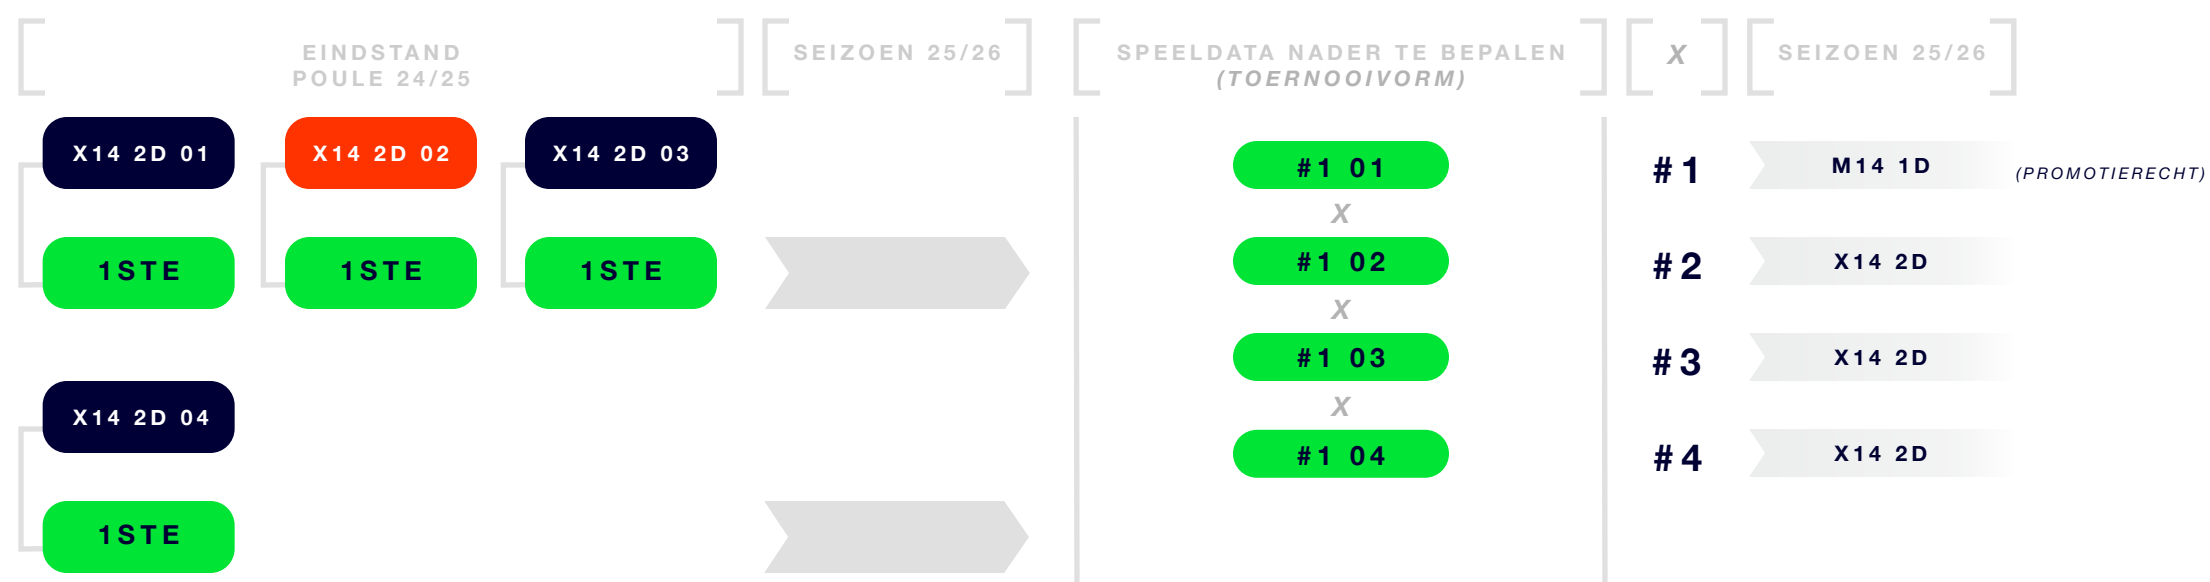 EINDSTAND
POULE 24/25
SEIZOEN 25/26
SPEELDATA NADER TE BEPALEN
(TOERNOOIVORM)
X
SEIZOEN 25/26
X14 2D 01
X14 2D 02
X14 2D 03
1STE
1STE
1STE
X14 2D 04
1STE
#1 01
X
#1 02
X
#1 03
X
#1 04
#1
M14 1D
(PROMOTIERECHT)
#2
X14 2D
#3
X14 2D
#4
X14 2D